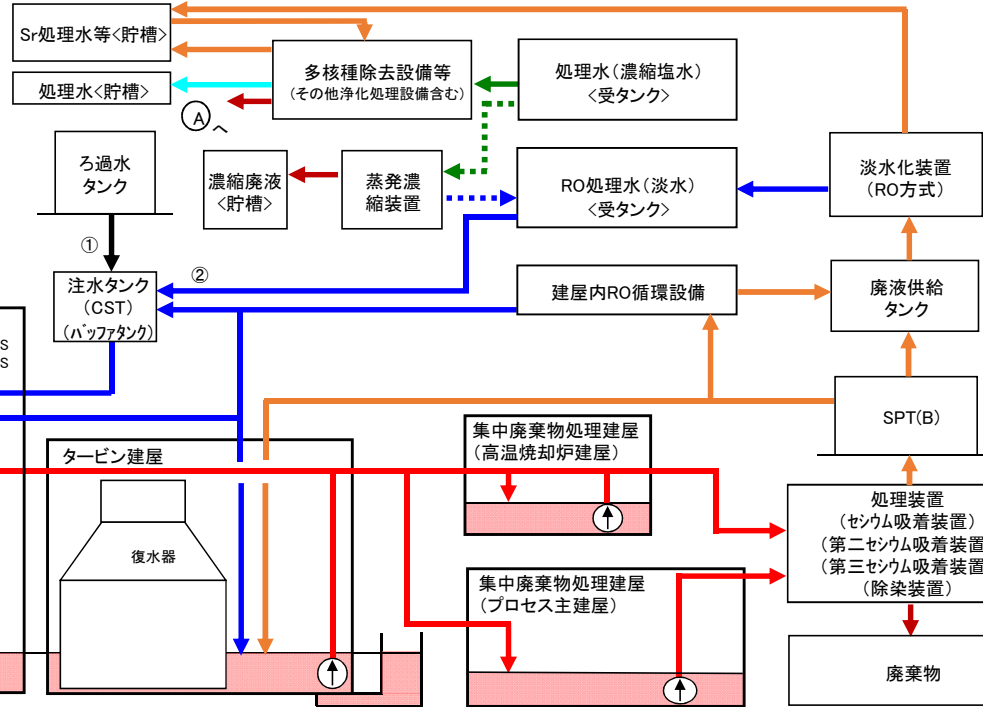 Sr処理水等<貯槽>
処理水<貯槽>
多核種除去設備等
(その他浄化処理設備含む)
処理水(濃縮塩水)
<受タンク>
Aへ
ろ過水
タンク
濃縮廃液
<貯槽>
蒸発濃
縮装置
RO処理水(淡水)
<受タンク>
淡水化装置
(RO方式)
①
②
注水タンク
(CST)
(バッファタンク)
建屋内RO循環設備
廃液供給
タンク
S
S
SPT(B)
タービン建屋
復水器
集中廃棄物処理建屋
(高温焼却炉建屋)
集中廃棄物処理建屋
(プロセス主建屋)
処理装置
(セシウム吸着装置)
(第二セシウム吸着装置
(第三セシウム吸着装置
(除染装置)
廃棄物